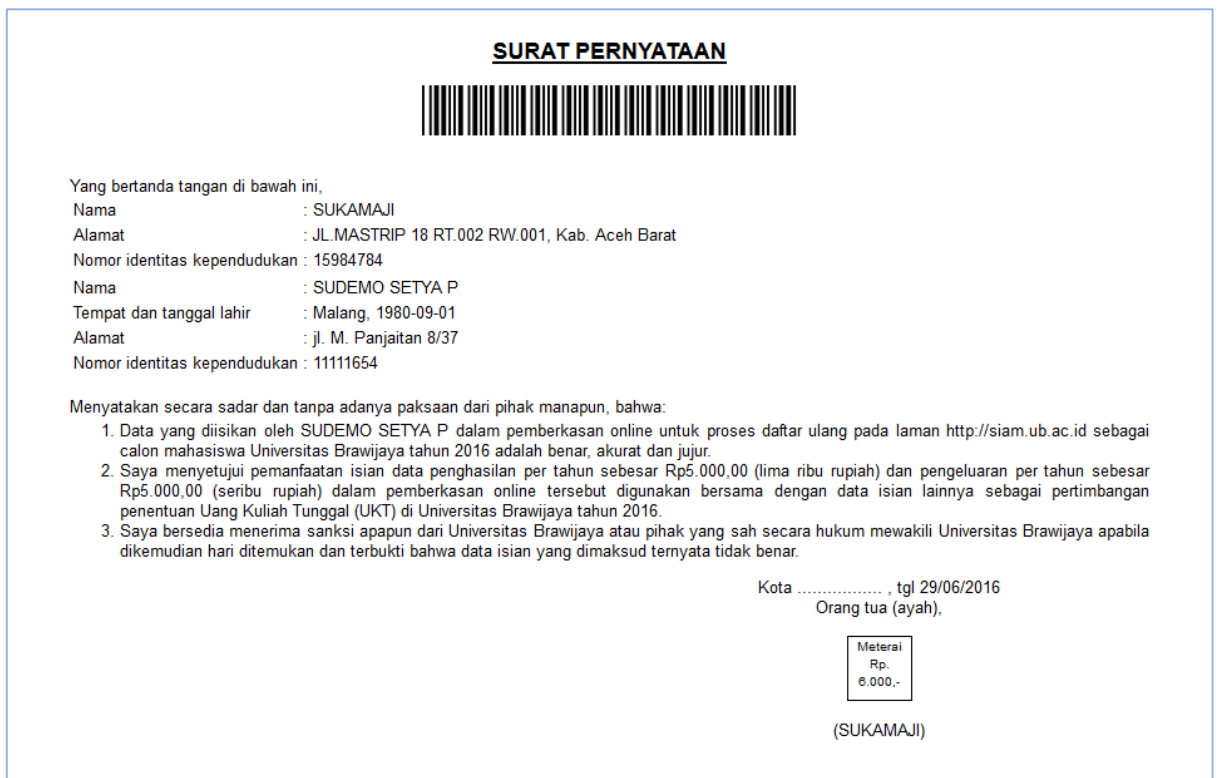 SURAT PERNYATAAN
Yang bertanda tangan di bawah ini,
Nama : SUKAMAJI
Alamat : JL.MASTRIP 18 RT.002 RW.001, Kab. Aceh Barat
Nomor identitas kependudukan : 15984784
Nama : SUDEMO SETYA P
Tempat dan tanggal lahir : Malang, 1980-09-01
Alamat : jl. M. Panjaitan 8/37
Nomor identitas kependudukan : 11111654
Menyatakan secara sadar dan tanpa adanya paksaan dari pihak manapun, bahwa:
1. Data yang diisikan oleh SUDEMO SETYA P dalam pemberkasan online untuk proses daftar ulang pada laman http://siam.ub.ac.id sebagai
calon mahasiswa Universitas Brawijaya tahun 2016 adalah benar, akurat dan jujur.
2. Saya menyetujui pemanfaatan isian data penghasilan per tahun sebesar Rp5.000,00 (lima ribu rupiah) dan pengeluaran per tahun sebesar
Rp5.000,00 (seribu rupiah) dalam pemberkasan online tersebut digunakan bersama dengan data isian lainnya sebagai pertimbangan
penentuan Uang Kuliah Tunggal (UKT) di Universitas Brawijaya tahun 2016.
3. Saya bersedia menerima sanksi apapun dari Universitas Brawijaya atau pihak yang sah secara hukum mewakili Universitas Brawijaya apabila
dikemudian hari ditemukan dan terbukti bahwa data isian yang dimaksud ternyata tidak benar.
Kota ................. , tgl 29/06/2016
Orang tua (ayah),
Meterai
Rp.
6.000,-
(SUKAMAJI)